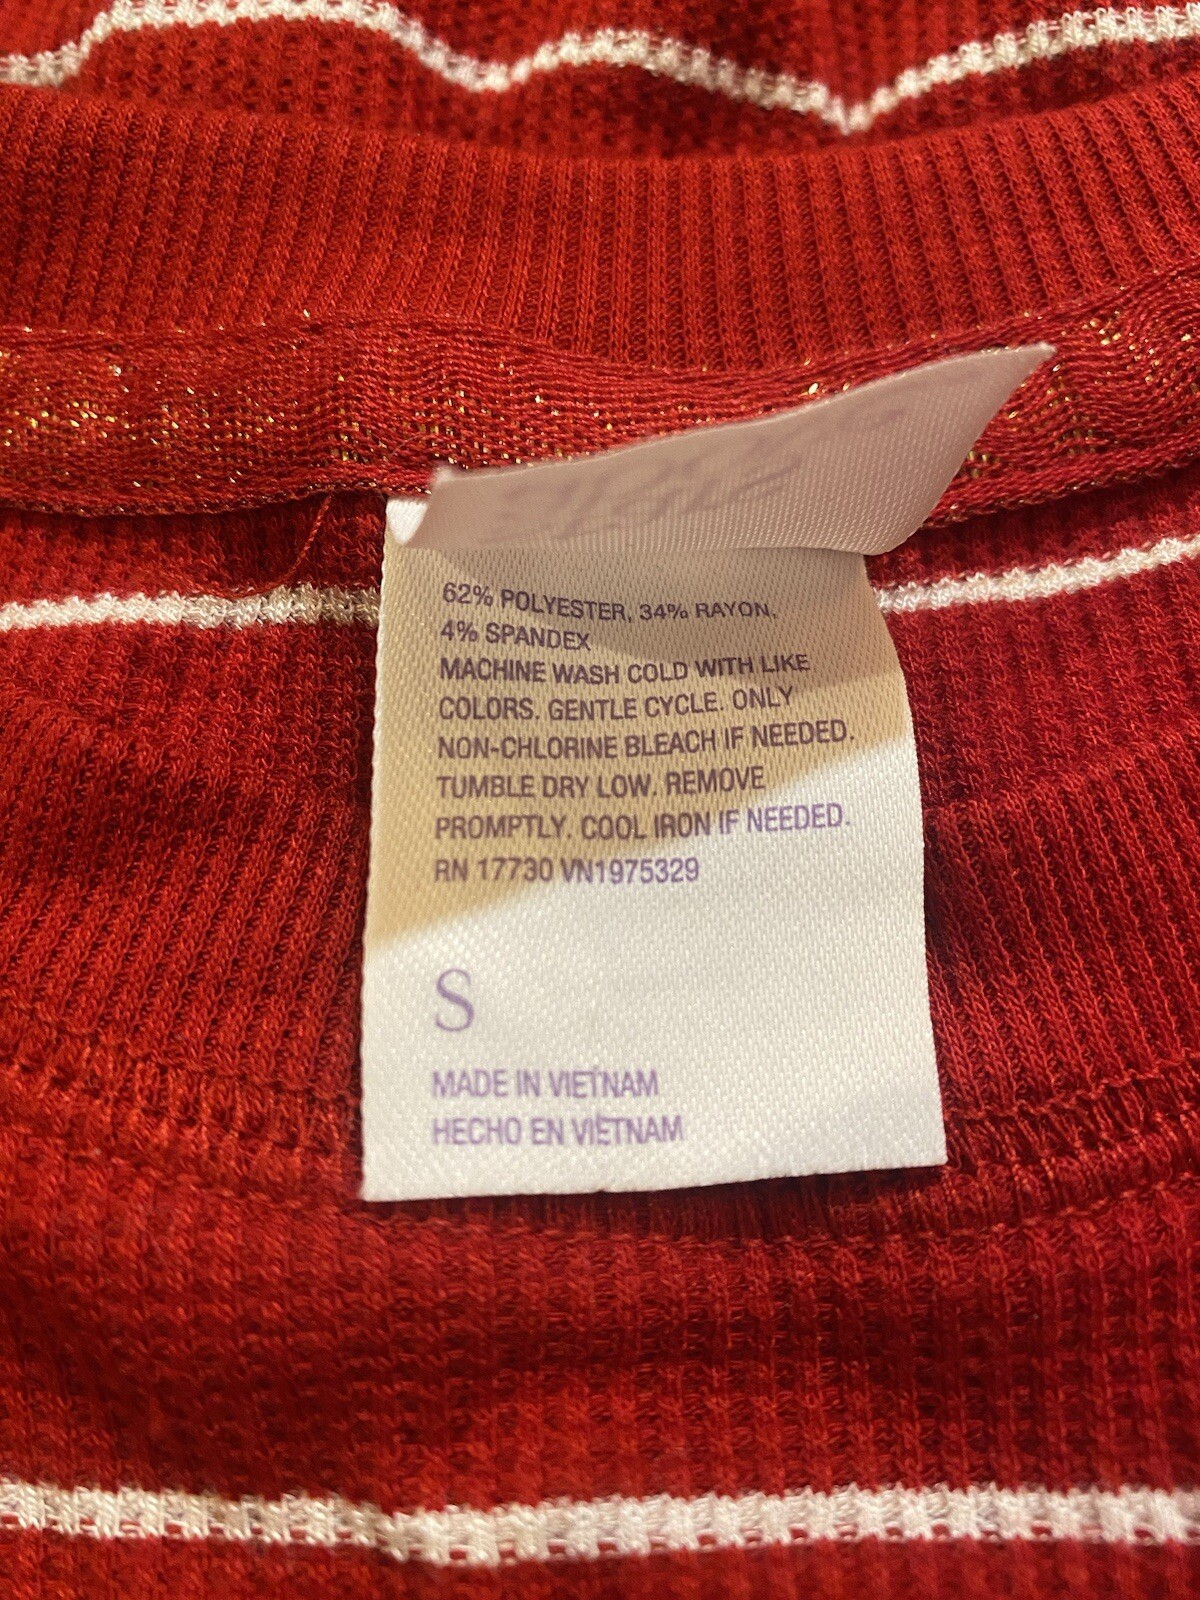 62% POLYESTER, 34% RAYON,
4% SPANDEX
MACHINE WASH COLD WITH LIKE
COLORS. GENTLE CYCLE. ONLY
NON-CHLORINE BLEACH IF NEEDED.
TUMBLE DRY LOW. REMOVE
PROMPTLY. COOL IRON IF NEEDED.
RN 17730 VN1975329
S
MADE IN VIETNAM
HECHO EN VIETNAM